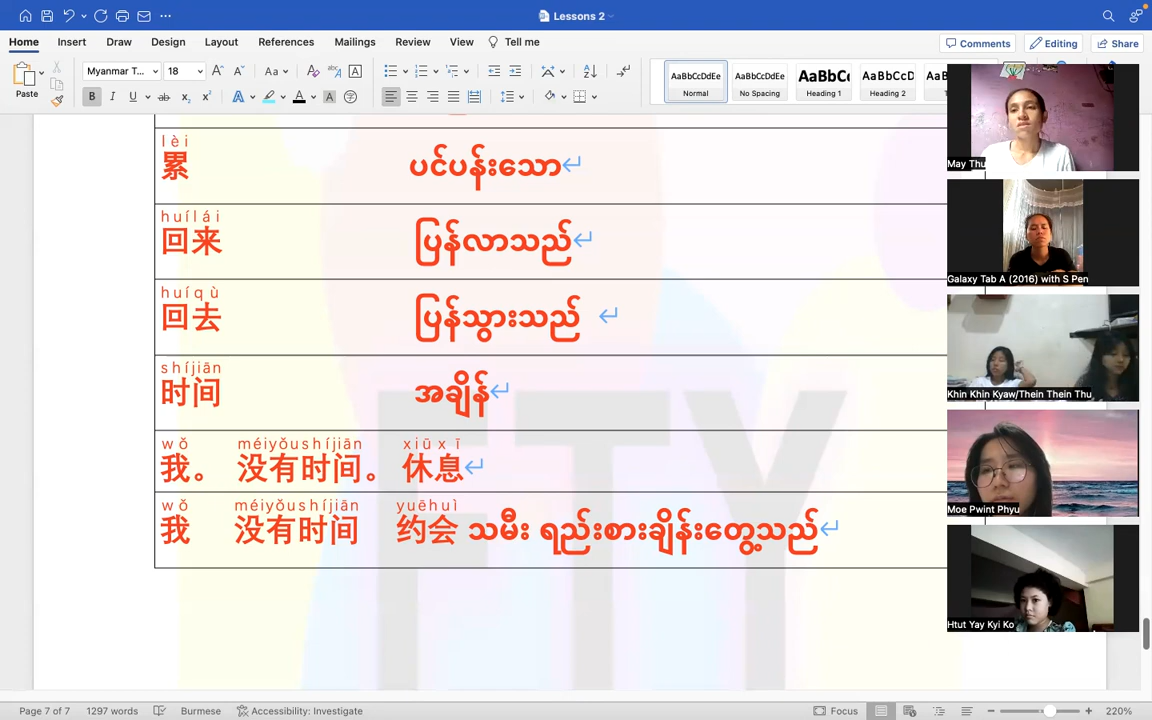 Lessons 2
Home Insert Draw Design Layout References Mailings Review View Tell me Comments Editing Share
Paste
Myanmar T... 18
AaBbCcDdEe Normal
AaBbCcDdEe No Spacing
AaBbCc Heading 1
AaBbCcD Heading 2
lèi
累 ပင်ပန်းသော
huílái
回来 ပြန်လာသည်
huíqù
回去 ပြန်သွားသည်
shíjiān
时间 အချိန်
wǒ méiyǒushíjiān xiūxī
我。 没有时间。 休息
wǒ méiyǒushíjiān yuēhuì
我 没有时间 约会 သမီး ရည်းစားချိန်းတွေ့သည်
FTY
May Thu
Galaxy Tab A (2016) with S Pen
Khin Khin Kyaw/Thein Thein Thu
Moe Pwint Phyu
Htut Yay Kyi Ko
Page 7 of 7 1297 words Burmese Accessibility: Investigate Focus 220%